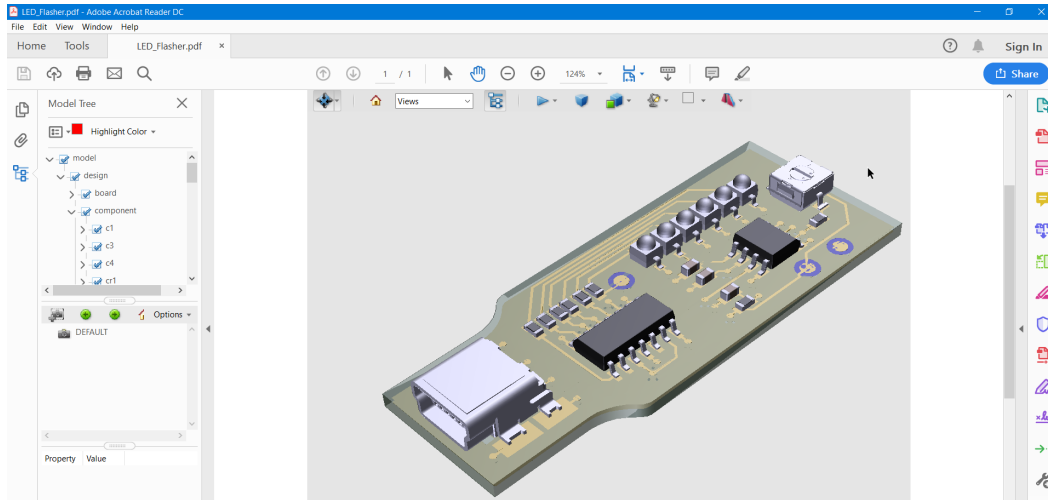 LED_Flasher.pdf - Adobe Acrobat Reader DC
File Edit View Window Help
Home Tools LED_Flasher.pdf × Sign In
1 / 1 124% Share
Model Tree
Views
Highlight Color
model
design
board
component
c1
c3
c4
cr1
Options
DEFAULT
Property Value